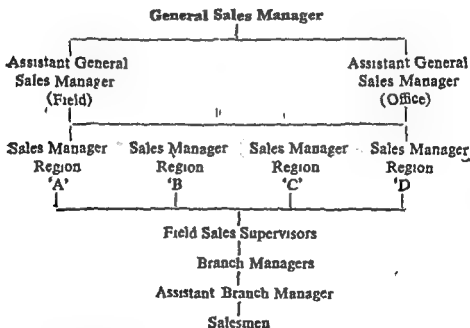 General Sales Manager
Assistant General Assistant General
Sales Manager Sales Manager
(Field) (Office)
Sales Manager Sales Manager Sales Manager Sales Manager
Region Region Region Region
'A' 'B 'C' 'D
Field Sales Supervisors
Branch Managers
Assistant Branch Manager
Salesmen